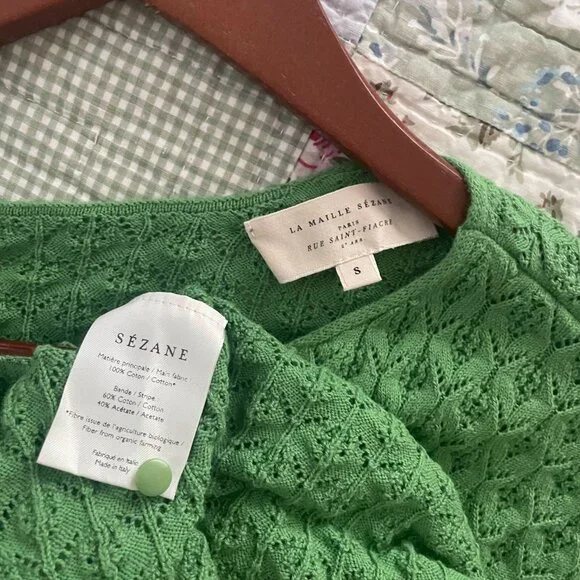 LA MAILLE SÉZANE
PARIS
RUE SAINT-FIACRE
2e ARR.
S
SÉZANE
Matière principale / Main fabric
100% Coton / Cotton*
Bande / Stripe
60% Coton / Cotton
40% Acétate / Acetate
*Fibre issue de l'agriculture biologique /
Fiber from organic farming
Fabriqué en Italie
Made in Italy